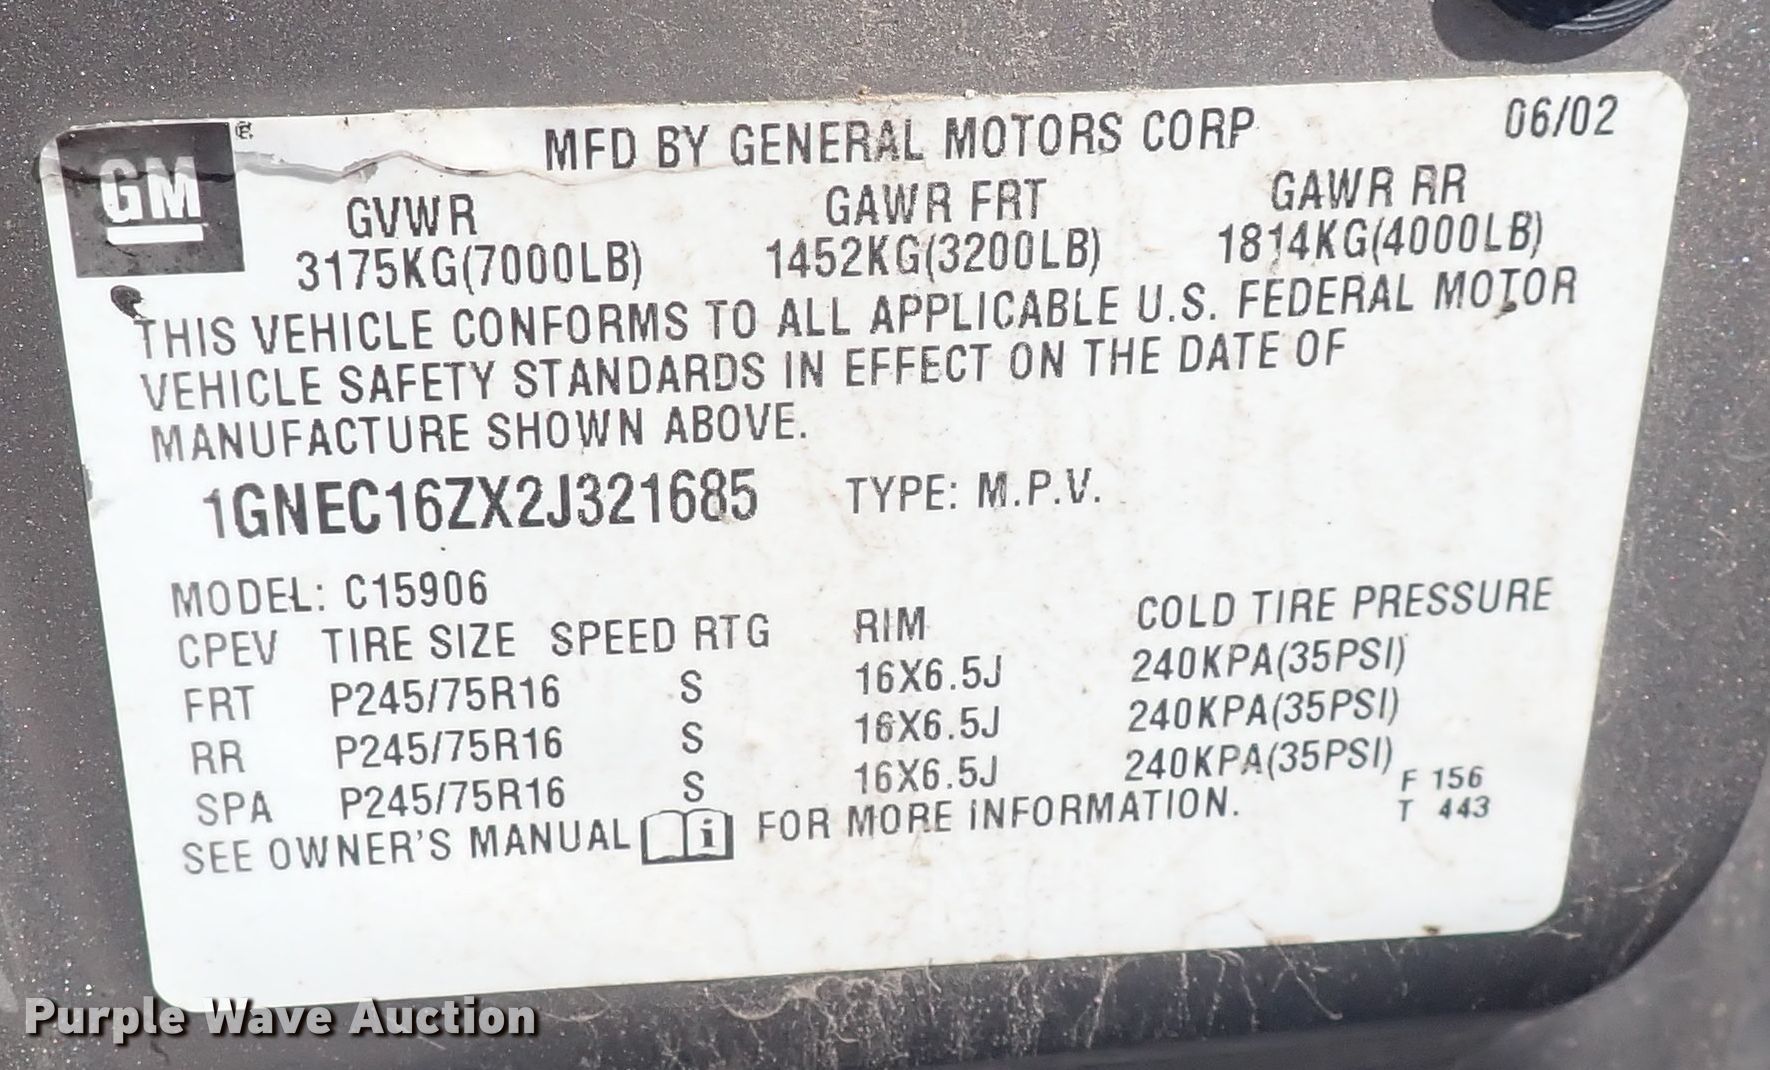 GM
MFD BY GENERAL MOTORS CORP 06/02
GVWR GAWR FRT GAWR RR
3175KG(7000LB) 1452KG(3200LB) 1814KG(4000LB)
THIS VEHICLE CONFORMS TO ALL APPLICABLE U.S. FEDERAL MOTOR
VEHICLE SAFETY STANDARDS IN EFFECT ON THE DATE OF
MANUFACTURE SHOWN ABOVE.
1GNEC16ZX2J321685 TYPE: M.P.V.
MODEL: C15906
CPEV TIRE SIZE SPEED RTG RIM COLD TIRE PRESSURE
FRT P245/75R16 S 16X6.5J 240KPA(35PSI)
RR P245/75R16 S 16X6.5J 240KPA(35PSI)
SPA P245/75R16 S 16X6.5J 240KPA(35PSI)
F 156
T 443
SEE OWNER'S MANUAL i FOR MORE INFORMATION.
Purple Wave Auction